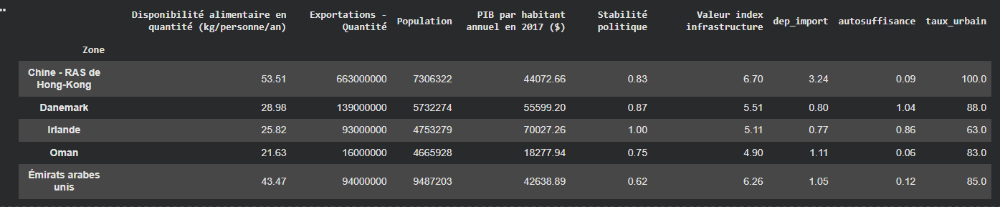 ..
Disponibilité alimentaire en quantité (kg/personne/an) Exportations - Quantité Population PIB par habitant annuel en 2017 ($) Stabilité politique Valeur index infrastructure dep_import autosuffisance taux_urbain
Zone
Chine - RAS de Hong-Kong 53.51 663000000 7306322 44072.66 0.83 6.70 3.24 0.09 100.0
Danemark 28.98 139000000 5732274 55599.20 0.87 5.51 0.80 1.04 88.0
Irlande 25.82 93000000 4753279 70027.26 1.00 5.11 0.77 0.86 63.0
Oman 21.63 16000000 4665928 18277.94 0.75 4.90 1.11 0.06 83.0
Émirats arabes unis 43.47 94000000 9487203 42638.89 0.62 6.26 1.05 0.12 85.0